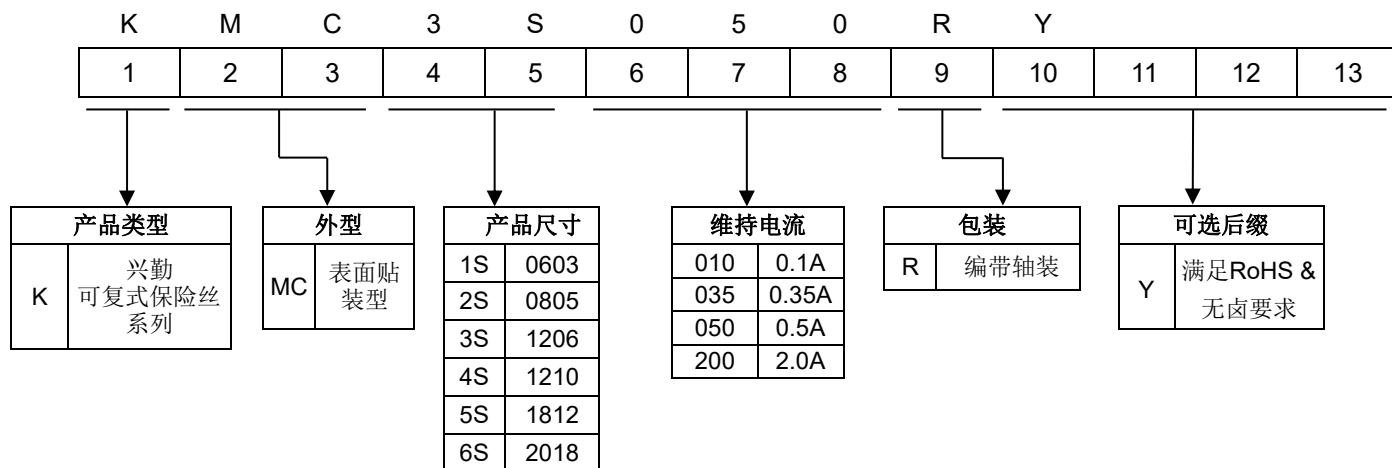 K M C 3 S 0 5 0 R Y
1 2 3 4 5 6 7 8 9 10 11 12 13
产品类型
K 兴勤
可复式保险丝
系列
外型
MC 表面贴
装型
产品尺寸
1S 0603
2S 0805
3S 1206
4S 1210
5S 1812
6S 2018
维持电流
010 0.1A
035 0.35A
050 0.5A
200 2.0A
包装
R 编带轴装
可选后缀
Y 满足RoHS &
无卤要求